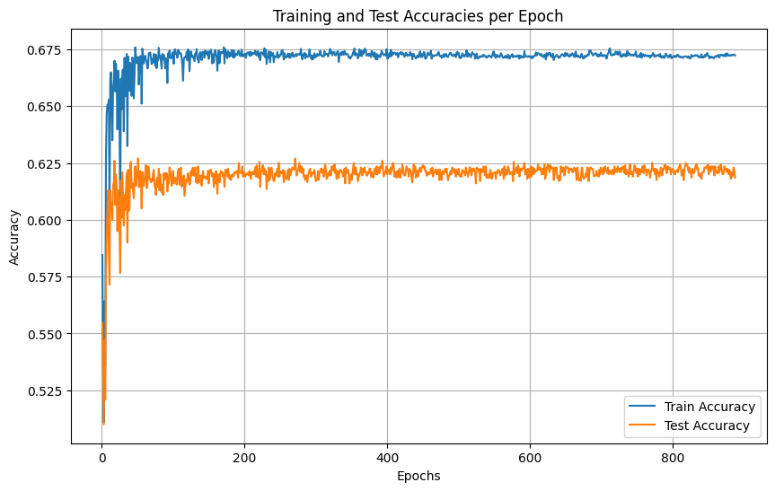 Training and Test Accuracies per Epoch
0.675
0.650
0.625
0.600
0.575
0.550
0.525
Accuracy
0
200
400
600
800
Epochs
Train Accuracy
Test Accuracy